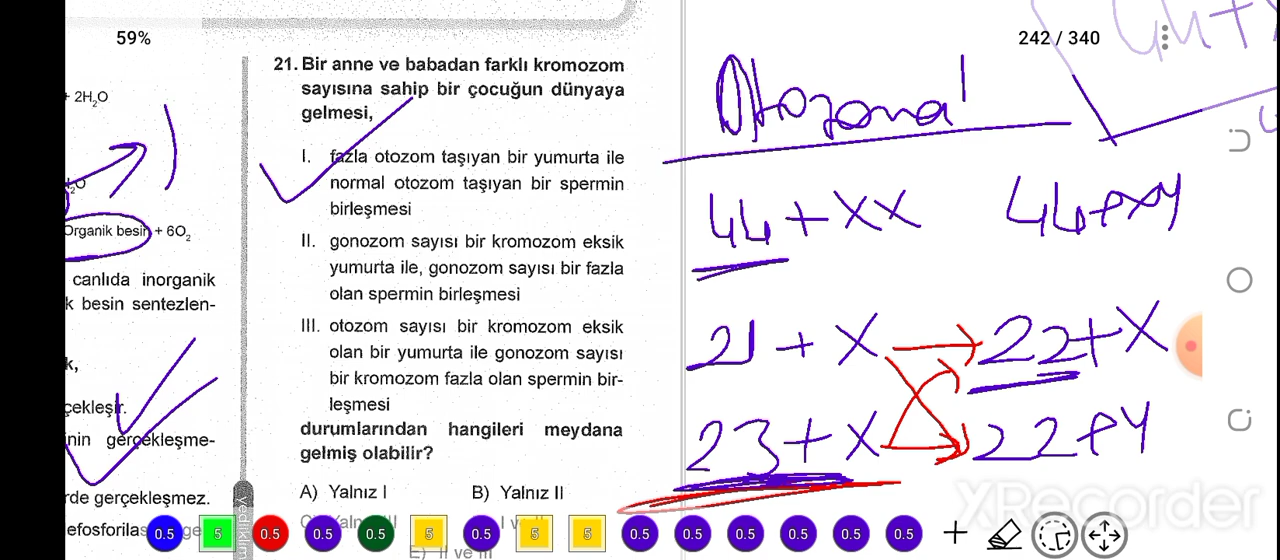 59%
242 / 340
+ 2H₂O
Organik besin + 6O₂
canlıda inorganik
k besin sentezlen-
k,
çekleşir.
nin gerçekleşme-
rde gerçekleşmez.
efosforilas
21. Bir anne ve babadan farklı kromozom
sayısına sahip bir çocuğun dünyaya
gelmesi,
I. fazla otozom taşıyan bir yumurta ile
normal otozom taşıyan bir spermin
birleşmesi
II. gonozom sayısı bir kromozom eksik
yumurta ile, gonozom sayısı bir fazla
olan spermin birleşmesi
III. otozom sayısı bir kromozom eksik
olan bir yumurta ile gonozom sayısı
bir kromozom fazla olan spermin bir-
leşmesi
durumlarından hangileri meydana
gelmiş olabilir?
A) Yalnız I B) Yalnız II
E) II ve III
Otozomal
44 + XX 44 + XY
21 + X 22 + X
23 + X 22 + Y
0.5 5 0.5 0.5 0.5 5 0.5 5 5 0.5 0.5 0.5 0.5 0.5 0.5
XRecorder